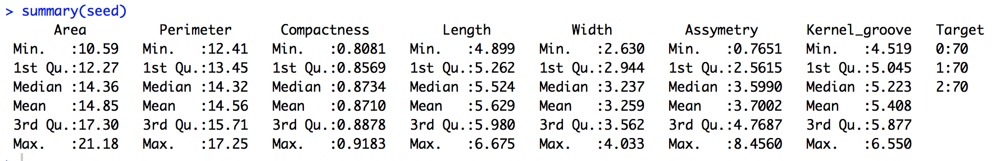 > summary(seed)
Area Perimeter Compactness Length Width Assymetry Kernel_groove Target
Min. :10.59 Min. :12.41 Min. :0.8081 Min. :4.899 Min. :2.630 Min. :0.7651 Min. :4.519 0:70
1st Qu.:12.27 1st Qu.:13.45 1st Qu.:0.8569 1st Qu.:5.262 1st Qu.:2.944 1st Qu.:2.5615 1st Qu.:5.045 1:70
Median :14.36 Median :14.32 Median :0.8734 Median :5.524 Median :3.237 Median :3.5990 Median :5.223 2:70
Mean :14.85 Mean :14.56 Mean :0.8710 Mean :5.629 Mean :3.259 Mean :3.7002 Mean :5.408
3rd Qu.:17.30 3rd Qu.:15.71 3rd Qu.:0.8878 3rd Qu.:5.980 3rd Qu.:3.562 3rd Qu.:4.7687 3rd Qu.:5.877
Max. :21.18 Max. :17.25 Max. :0.9183 Max. :6.675 Max. :4.033 Max. :8.4560 Max. :6.550